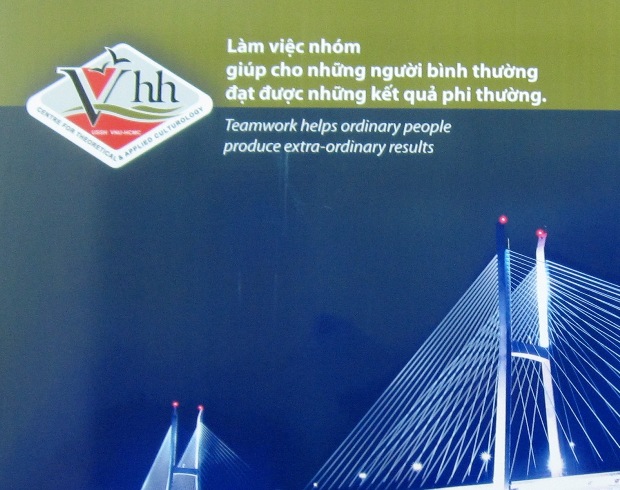 Vhh
CENTRE FOR THEORETICAL & APPLIED CULTUROLOGY
USSH VNU-HCMC
Làm việc nhóm
giúp cho những người bình thường
đạt được những kết quả phi thường.
Teamwork helps ordinary people
produce extra-ordinary results